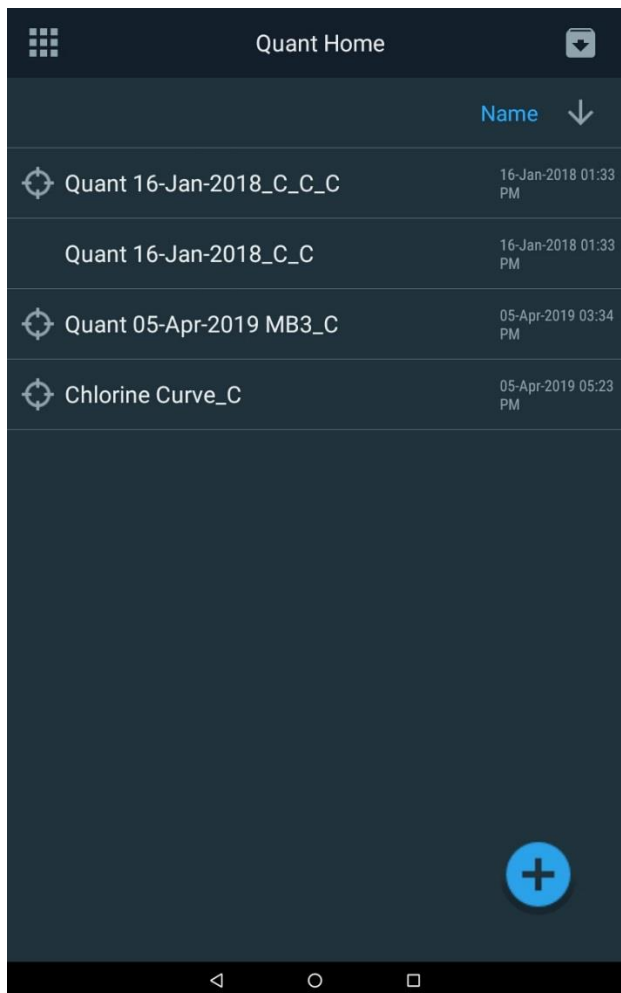 Quant Home
Name
Quant 16-Jan-2018_C_C_C
16-Jan-2018 01:33
PM
Quant 16-Jan-2018_C_C
16-Jan-2018 01:33
PM
Quant 05-Apr-2019 MB3_C
05-Apr-2019 03:34
PM
Chlorine Curve_C
05-Apr-2019 05:23
PM